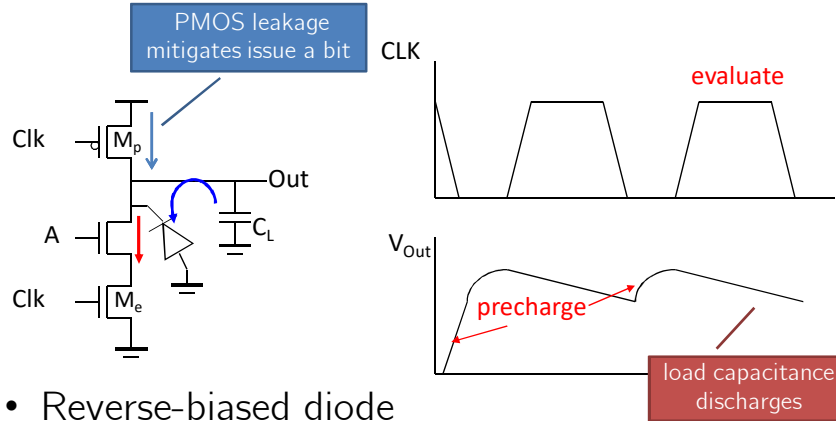 PMOS leakage
mitigates issue a bit
CLK
evaluate
Clk
Mp
Out
A
CL
Clk
Me
VOut
precharge
load capacitance
discharges
• Reverse-biased diode